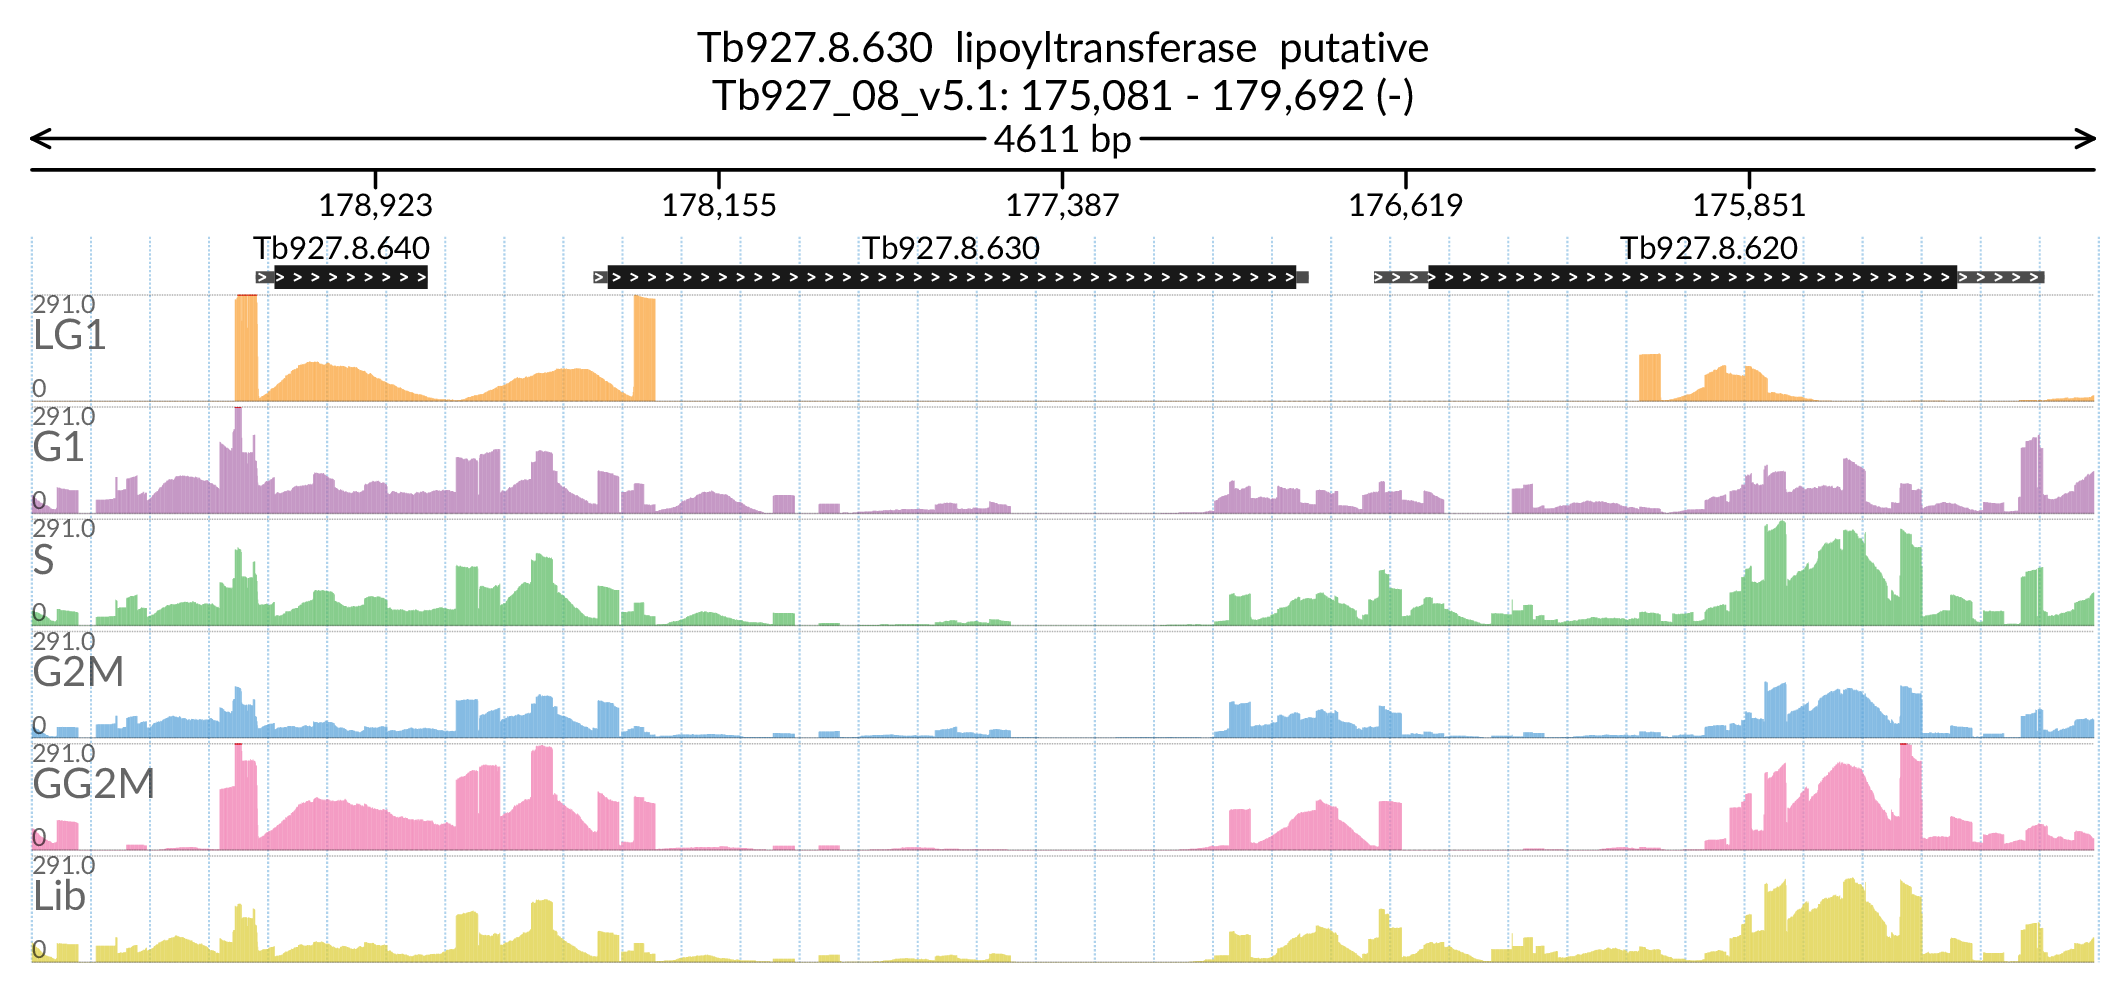 Tb927.8.630 lipoyltransferase putative
Tb927_08_v5.1: 175,081 - 179,692 (-)
4611 bp
178,923 178,155 177,387 176,619 175,851
Tb927.8.640 Tb927.8.630 Tb927.8.620
291.0
LG1
0
291.0
G1
0
291.0
S
0
291.0
G2M
0
291.0
GG2M
0
291.0
Lib
0